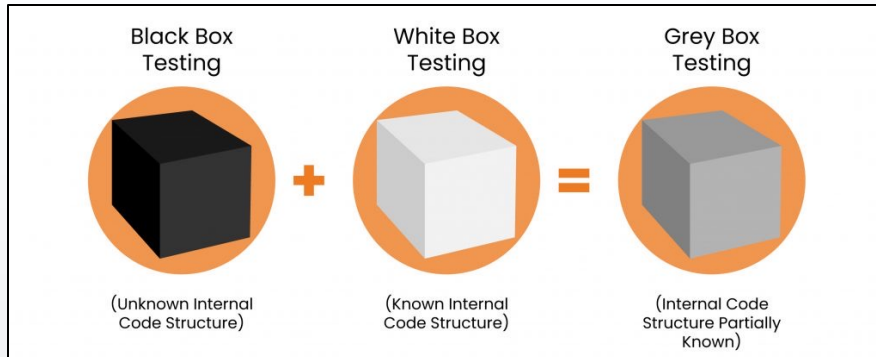 Black Box
Testing
White Box
Testing
Grey Box
Testing
+
=
(Unknown Internal
Code Structure)
(Known Internal
Code Structure)
(Internal Code
Structure Partially
Known)